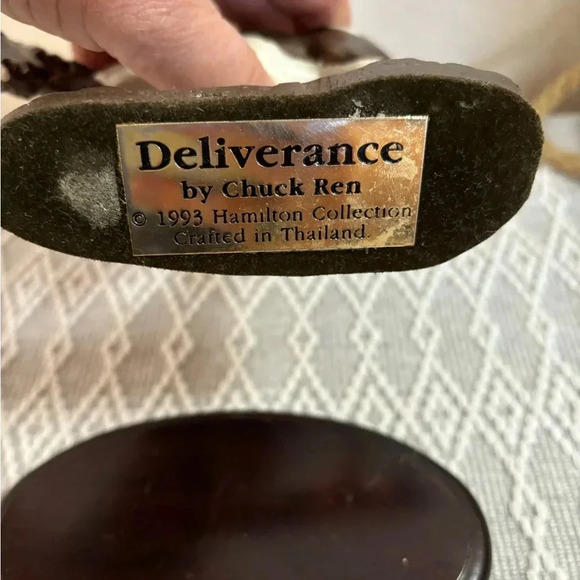 Deliverance
by Chuck Ren
© 1993 Hamilton Collection
Crafted in Thailand.